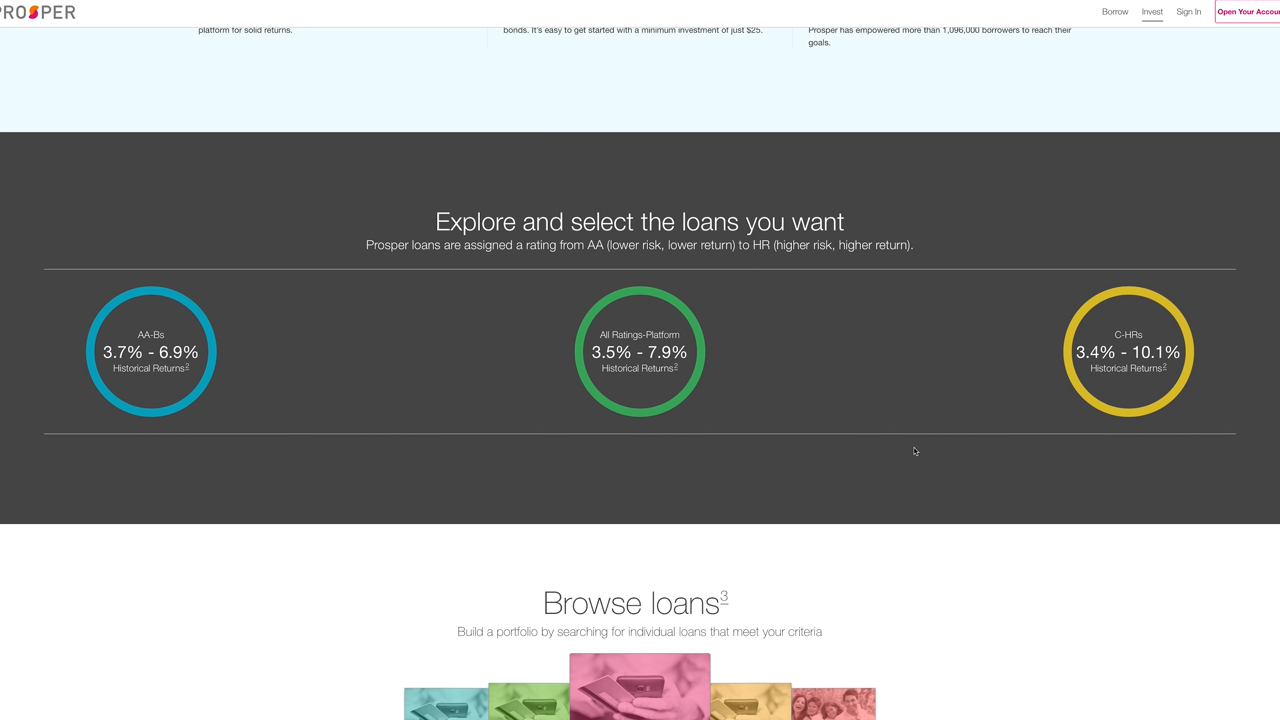 PROSPER
Borrow
Invest
Sign In
Open Your Accou
platform for solid returns.
bonds. It's easy to get started with a minimum investment of just $25.
Prosper has empowered more than 1,096,000 borrowers to reach their
goals.
Explore and select the loans you want
Prosper loans are assigned a rating from AA (lower risk, lower return) to HR (higher risk, higher return).
AA-Bs
3.7% - 6.9%
Historical Returns2
All Ratings-Platform
3.5% - 7.9%
Historical Returns2
C-HRs
3.4% - 10.1%
Historical Returns2
Browse loans3
Build a portfolio by searching for individual loans that meet your criteria